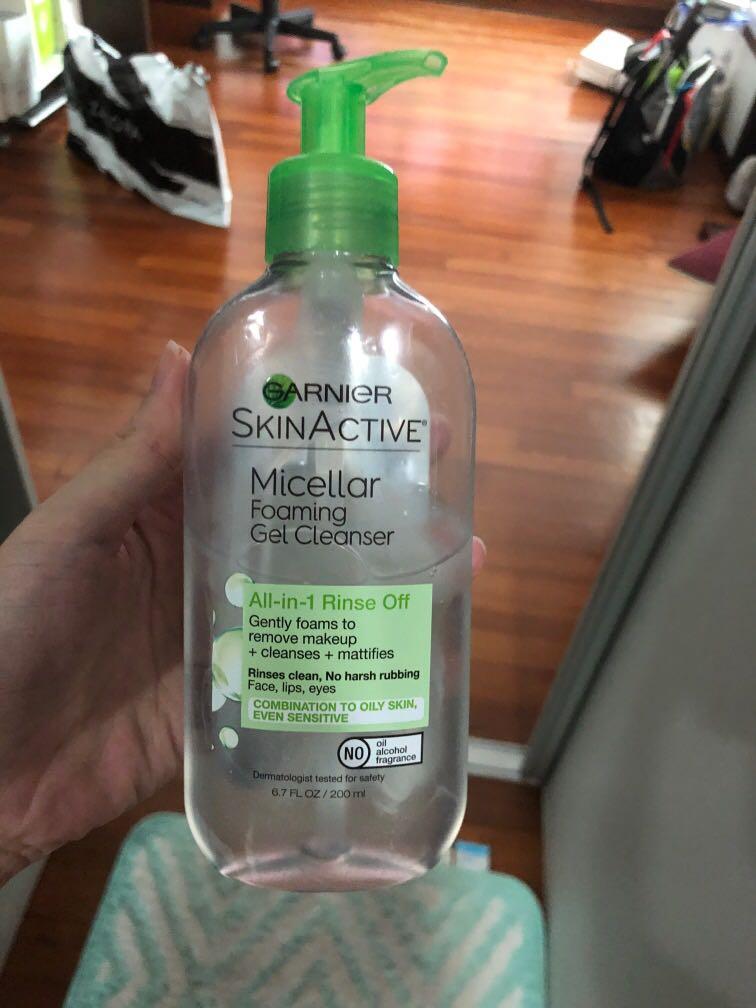 GARNIER
SKINACTIVE®
Micellar
Foaming
Gel Cleanser
All-in-1 Rinse Off
Gently foams to
remove makeup
+ cleanses + mattifies
Rinses clean, No harsh rubbing
Face, lips, eyes
COMBINATION TO OILY SKIN,
EVEN SENSITIVE
NO
oil
alcohol
fragrance
Dermatologist tested for safety
6.7 FL OZ / 200 ml